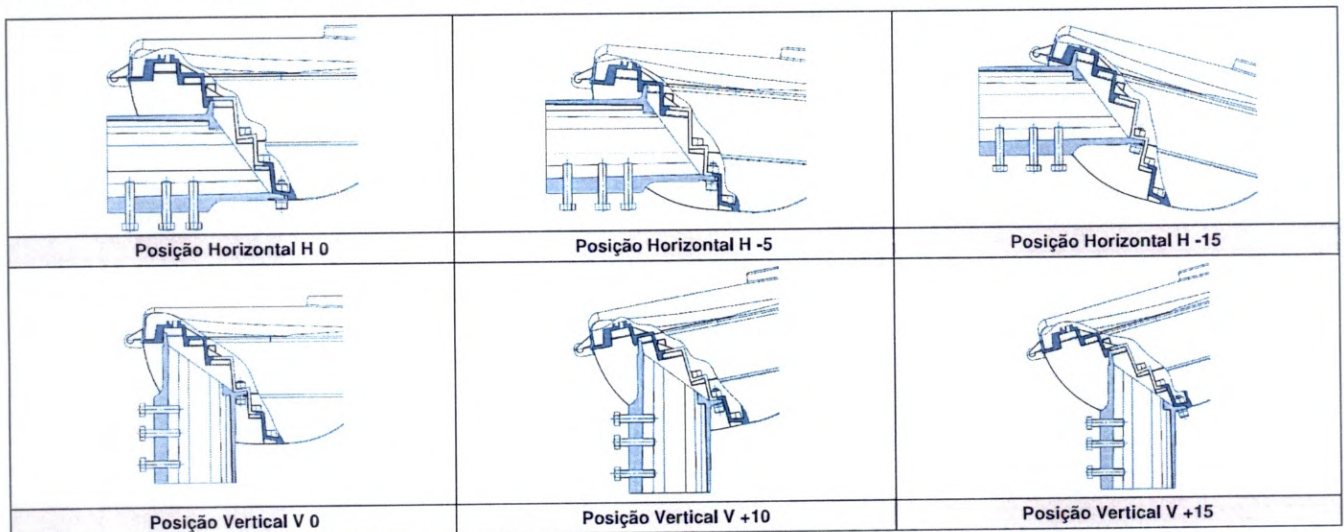 Posição Horizontal H 0
Posição Horizontal H -5
Posição Horizontal H -15
Posição Vertical V 0
Posição Vertical V +10
Posição Vertical V +15